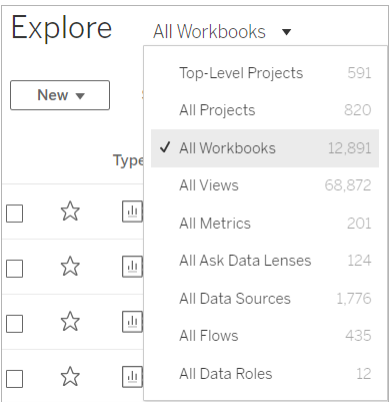 Explore All Workbooks
Top-Level Projects 591
New
All Projects 820
Type
All Workbooks 12,891
All Views 68,872
All Metrics 201
All Ask Data Lenses 124
All Data Sources 1,776
All Flows 435
All Data Roles 12